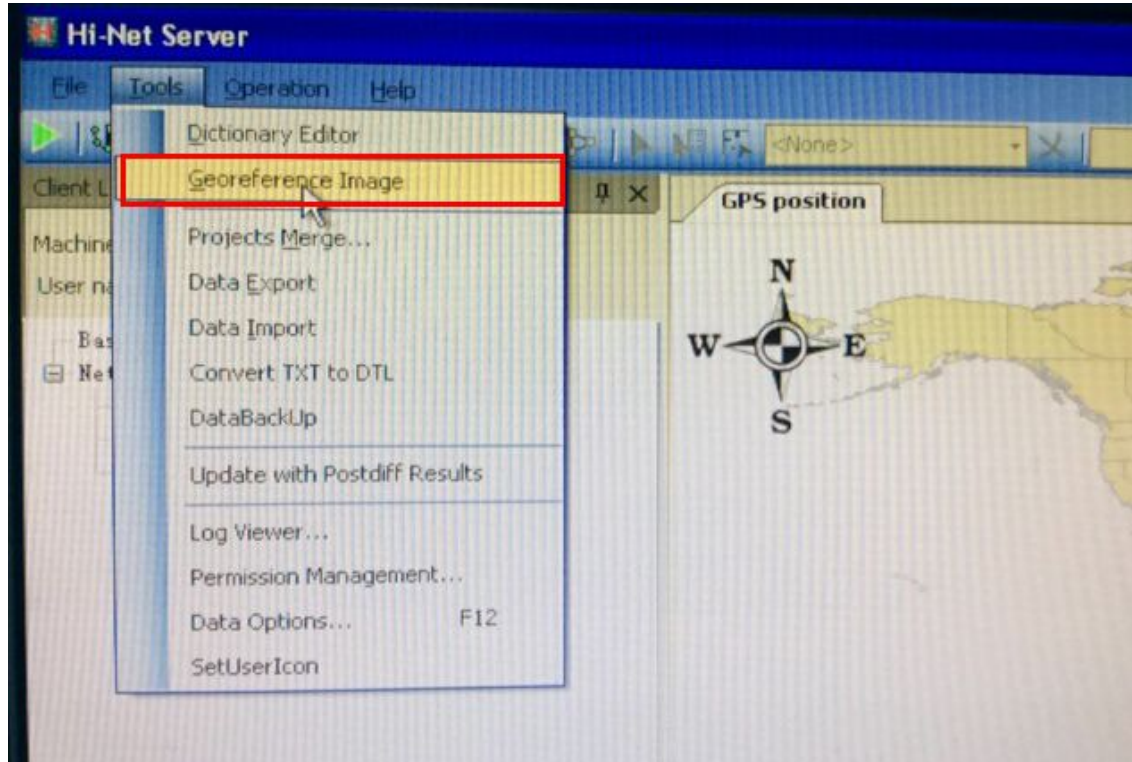 Hi-Net Server
File Tools Operation Help
<None>
Dictionary Editor
Georeference Image
Projects Merge...
Data Export
Data Import
Convert TXT to DTL
DataBackUp
Update with Postdiff Results
Log Viewer...
Permission Management...
Data Options... F12
SetUserIcon
Client L
Machine
User na
Bas
Net
GPS position
N
W E
S